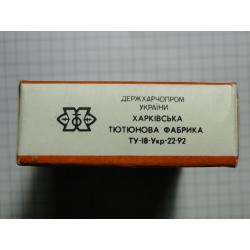 ДЕРЖХАРЧОПРОМ
УКРАЇНИ
ХАРКІВСЬКА
ТЮТЮНОВА ФАБРИКА
ТУ-18-Укр-22-92